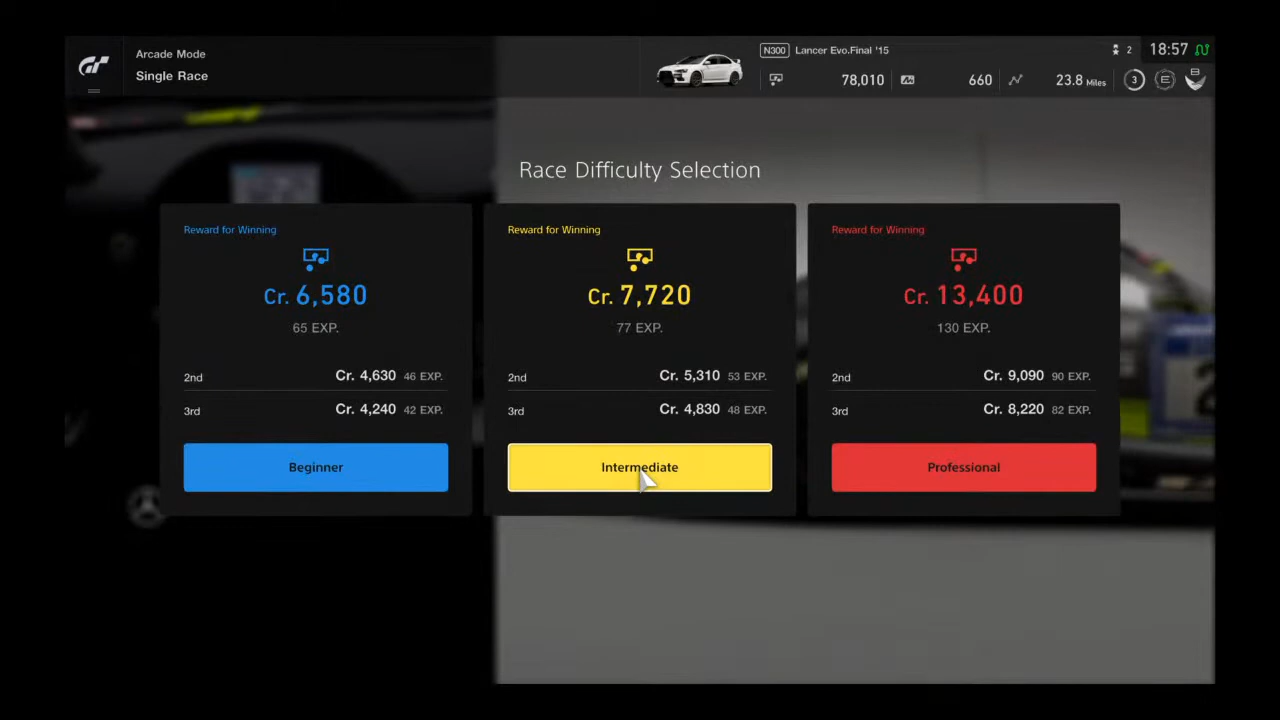 Arcade Mode
Single Race
N300 Lancer Evo.Final '15
2 18:57
78,010 660 23.8 Miles 3 E B
Race Difficulty Selection
Reward for Winning
Cr. 6,580
65 EXP.
2nd Cr. 4,630 46 EXP.
3rd Cr. 4,240 42 EXP.
Beginner
Reward for Winning
Cr. 7,720
77 EXP.
2nd Cr. 5,310 53 EXP.
3rd Cr. 4,830 48 EXP.
Intermediate
Reward for Winning
Cr. 13,400
130 EXP.
2nd Cr. 9,090 90 EXP.
3rd Cr. 8,220 82 EXP.
Professional